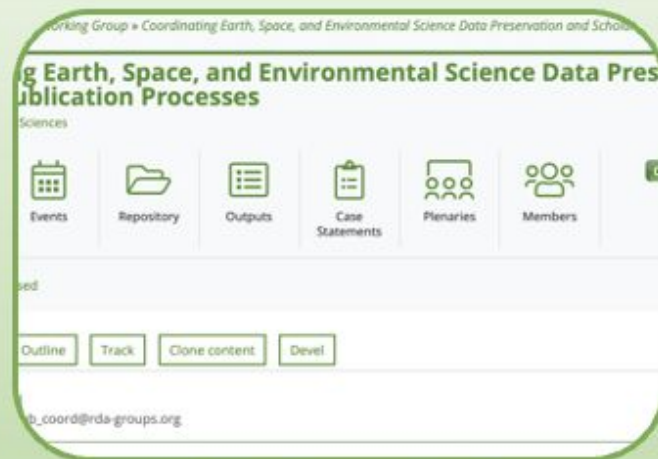 Working Group » Coordinating Earth, Space, and Environmental Science Data Preservation and Schola
g Earth, Space, and Environmental Science Data Pres
ublication Processes
Sciences
Events
Repository
Outputs
Case
Statements
Plenaries
Members
sed
Outline
Track
Clone content
Devel
b_coord@rda-groups.org